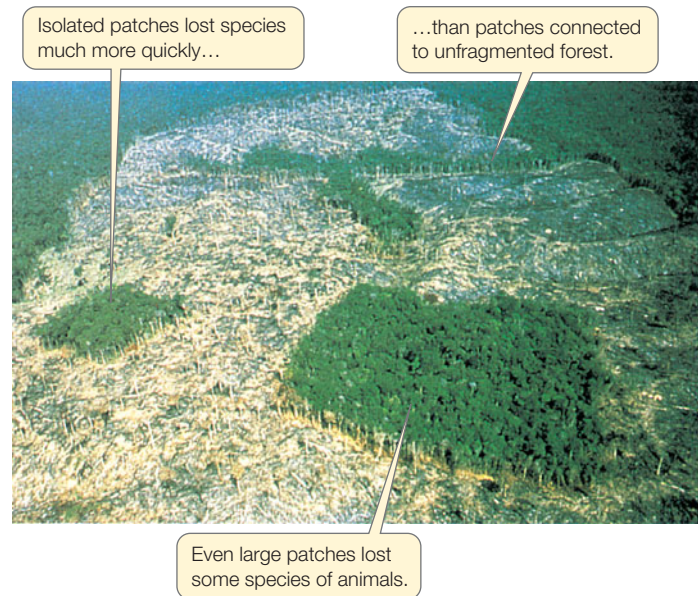 Isolated patches lost species
much more quickly…
…than patches connected
to unfragmented forest.
Even large patches lost
some species of animals.